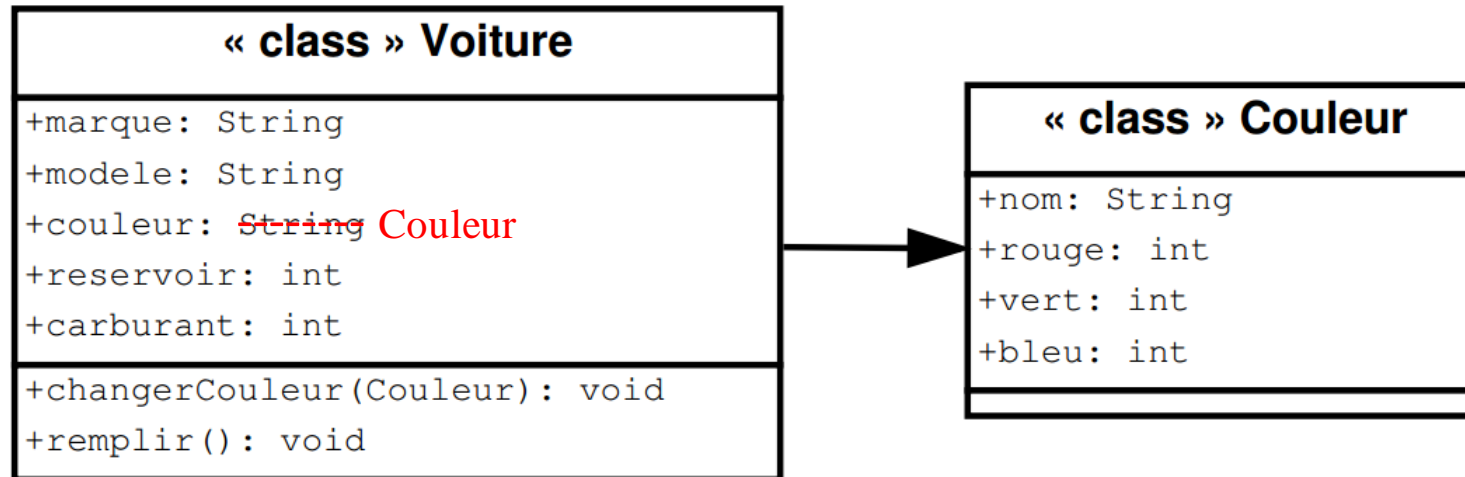 « class » Voiture
+marque: String
+modele: String
+couleur: String Couleur
+reservoir: int
+carburant: int
+changerCouleur(Couleur): void
+remplir(): void
« class » Couleur
+nom: String
+rouge: int
+vert: int
+bleu: int